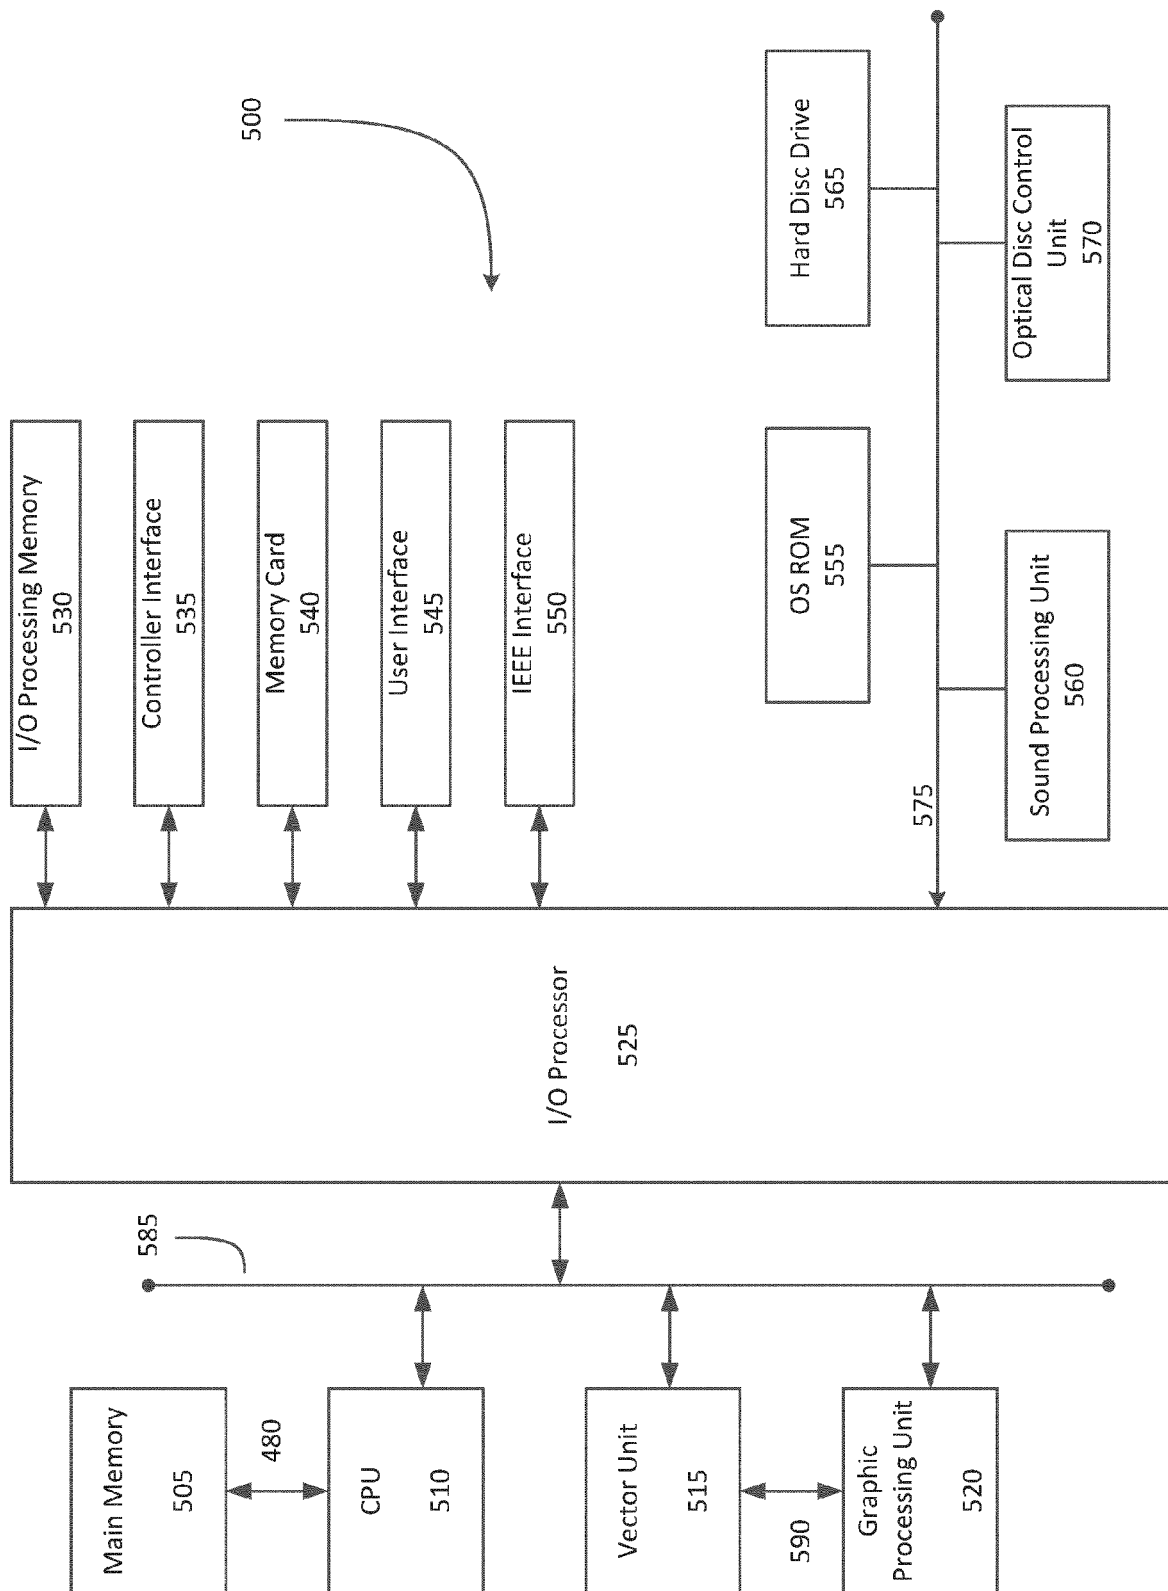 Main Memory
505
480
CPU
510
Vector Unit
515
590
Graphic
Processing Unit
520
585
I/O Processor
525
I/O Processing Memory
530
Controller Interface
535
Memory Card
540
User Interface
545
IEEE Interface
550
500
575
OS ROM
555
Sound Processing Unit
560
Hard Disc Drive
565
Optical Disc Control
Unit
570